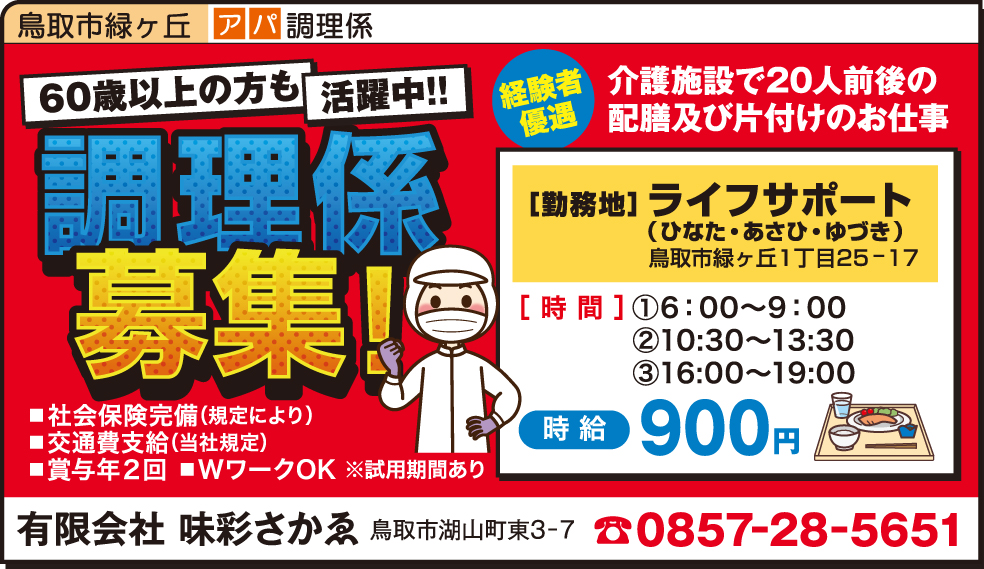 鳥取市緑ヶ丘 アパ 調理係
60歳以上の方も活躍中!!
調理係
募集!
■社会保険完備(規定により)
■交通費支給(当社規定)
■賞与年2回 ■WワークOK ※試用期間あり
経験者
優遇
介護施設で20人前後の
配膳及び片付けのお仕事
[勤務地]ライフサポート
(ひなた・あさひ・ゆづき)
鳥取市緑ヶ丘1丁目25-17
[時間]①6:00〜9:00
②10:30〜13:30
③16:00〜19:00
時給 900円
有限会社 味彩さかゑ 鳥取市湖山町東3-7 ☎0857-28-5651